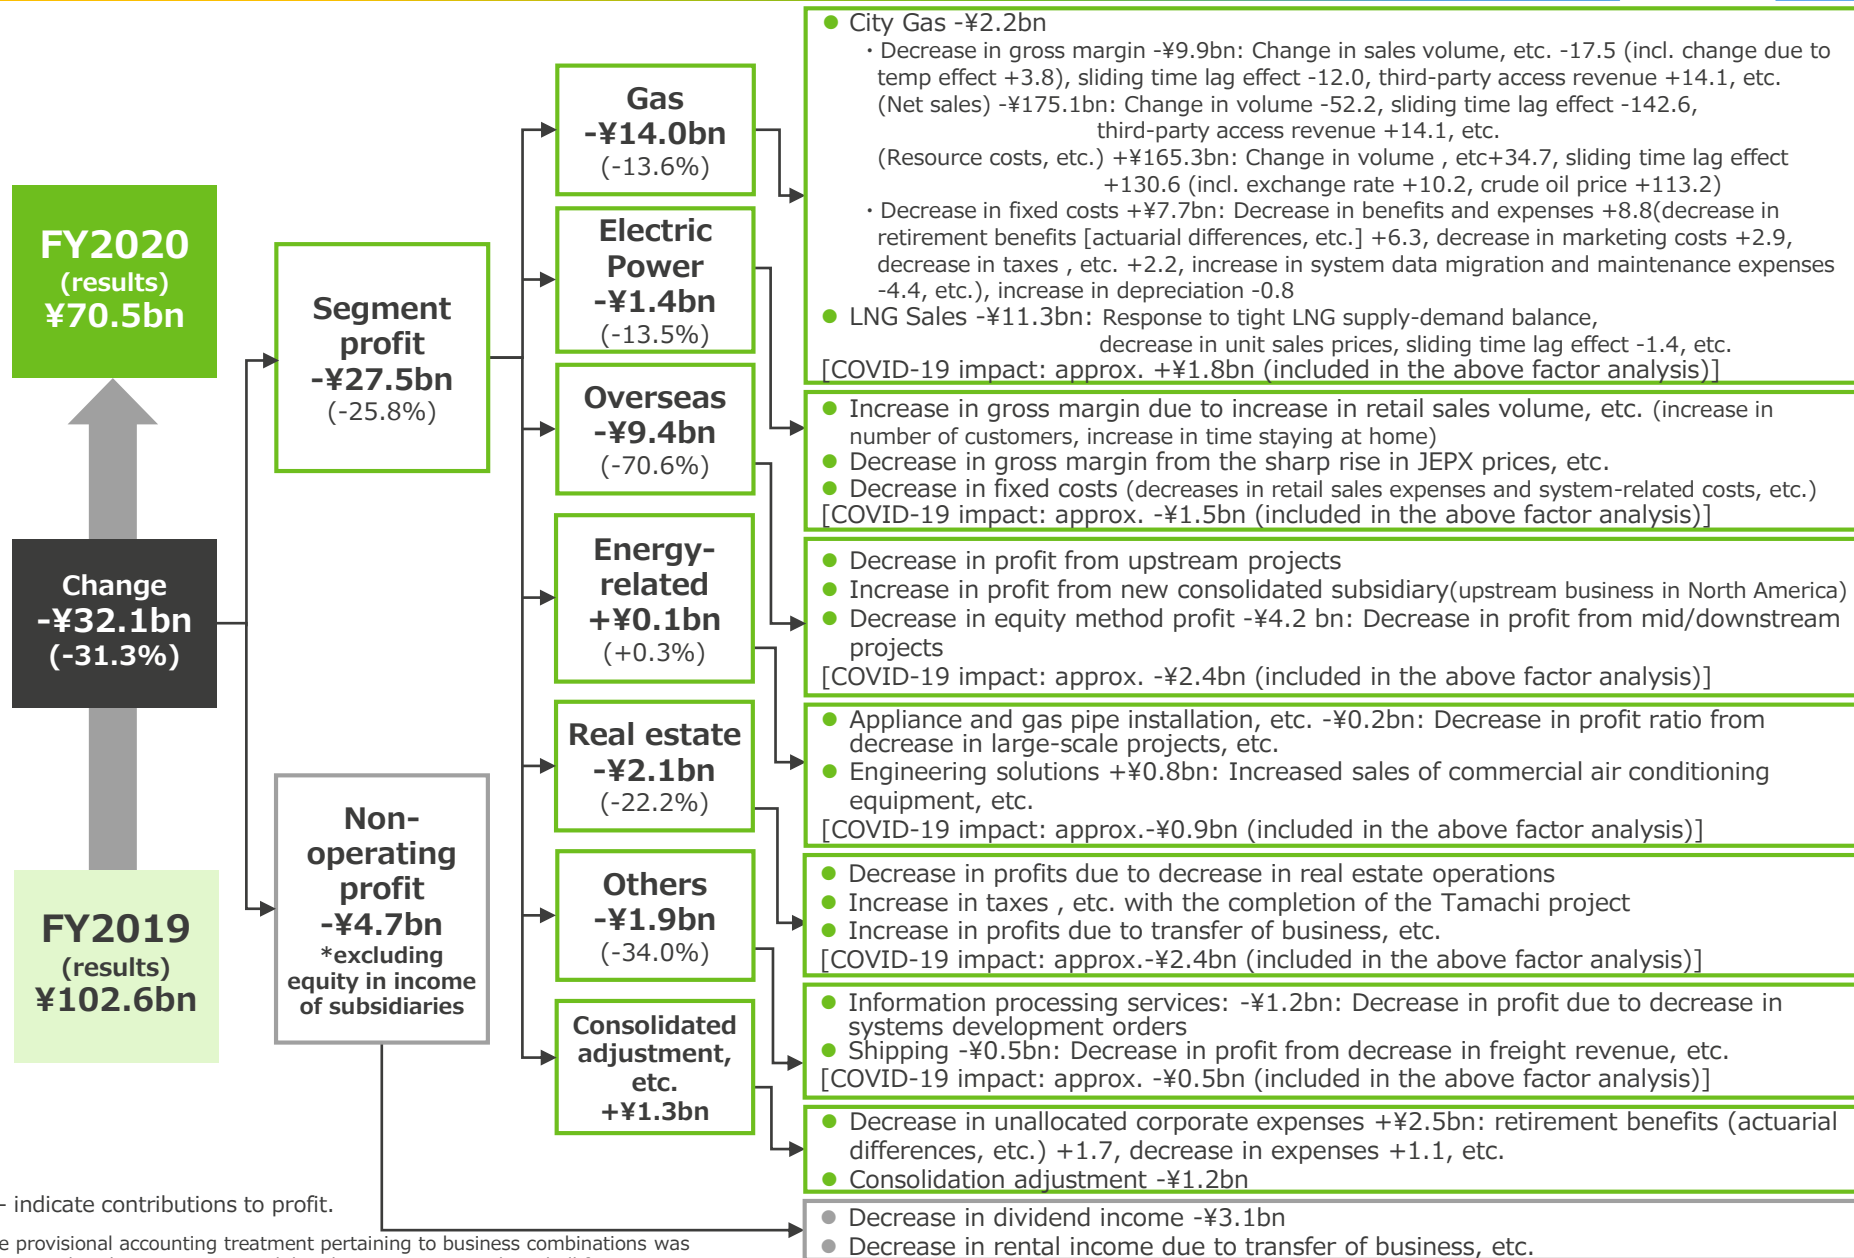 FY2020
(results)
¥70.5bn
Change
-¥32.1bn
(-31.3%)
FY2019
(results)
¥102.6bn
Segment
profit
-¥27.5bn
(-25.8%)
Non-
operating
profit
-¥4.7bn
*excluding
equity in income
of subsidiaries
Gas
-¥14.0bn
(-13.6%)
Electric
Power
-¥1.4bn
(-13.5%)
Overseas
-¥9.4bn
(-70.6%)
Energy-
related
+¥0.1bn
(+0.3%)
Real estate
-¥2.1bn
(-22.2%)
Others
-¥1.9bn
(-34.0%)
Consolidated
adjustment,
etc.
+¥1.3bn
● City Gas -¥2.2bn
・Decrease in gross margin -¥9.9bn: Change in sales volume, etc. -17.5 (incl. change due to
temp effect +3.8), sliding time lag effect -12.0, third-party access revenue +14.1, etc.
(Net sales) -¥175.1bn: Change in volume -52.2, sliding time lag effect -142.6,
third-party access revenue +14.1, etc.
(Resource costs, etc.) +¥165.3bn: Change in volume , etc+34.7, sliding time lag effect
+130.6 (incl. exchange rate +10.2, crude oil price +113.2)
・Decrease in fixed costs +¥7.7bn: Decrease in benefits and expenses +8.8(decrease in
retirement benefits [actuarial differences, etc.] +6.3, decrease in marketing costs +2.9,
decrease in taxes , etc. +2.2, increase in system data migration and maintenance expenses
-4.4, etc.), increase in depreciation -0.8
● LNG Sales -¥11.3bn: Response to tight LNG supply-demand balance,
decrease in unit sales prices, sliding time lag effect -1.4, etc.
[COVID-19 impact: approx. +¥1.8bn (included in the above factor analysis)]
● Increase in gross margin due to increase in retail sales volume, etc. (increase in
number of customers, increase in time staying at home)
● Decrease in gross margin from the sharp rise in JEPX prices, etc.
● Decrease in fixed costs (decreases in retail sales expenses and system-related costs, etc.)
[COVID-19 impact: approx. -¥1.5bn (included in the above factor analysis)]
● Decrease in profit from upstream projects
● Increase in profit from new consolidated subsidiary(upstream business in North America)
● Decrease in equity method profit -¥4.2 bn: Decrease in profit from mid/downstream
projects
[COVID-19 impact: approx. -¥2.4bn (included in the above factor analysis)]
● Appliance and gas pipe installation, etc. -¥0.2bn: Decrease in profit ratio from
decrease in large-scale projects, etc.
● Engineering solutions +¥0.8bn: Increased sales of commercial air conditioning
equipment, etc.
[COVID-19 impact: approx.-¥0.9bn (included in the above factor analysis)]
● Decrease in profits due to decrease in real estate operations
● Increase in taxes , etc. with the completion of the Tamachi project
● Increase in profits due to transfer of business, etc.
[COVID-19 impact: approx.-¥2.4bn (included in the above factor analysis)]
● Information processing services: -¥1.2bn: Decrease in profit due to decrease in
systems development orders
● Shipping -¥0.5bn: Decrease in profit from decrease in freight revenue, etc.
[COVID-19 impact: approx. -¥0.5bn (included in the above factor analysis)]
● Decrease in unallocated corporate expenses +¥2.5bn: retirement benefits (actuarial
differences, etc.) +1.7, decrease in expenses +1.1, etc.
● Consolidation adjustment -¥1.2bn
● Decrease in dividend income -¥3.1bn
● Decrease in rental income due to transfer of business, etc.
- indicate contributions to profit.
provisional accounting treatment pertaining to business combinations was